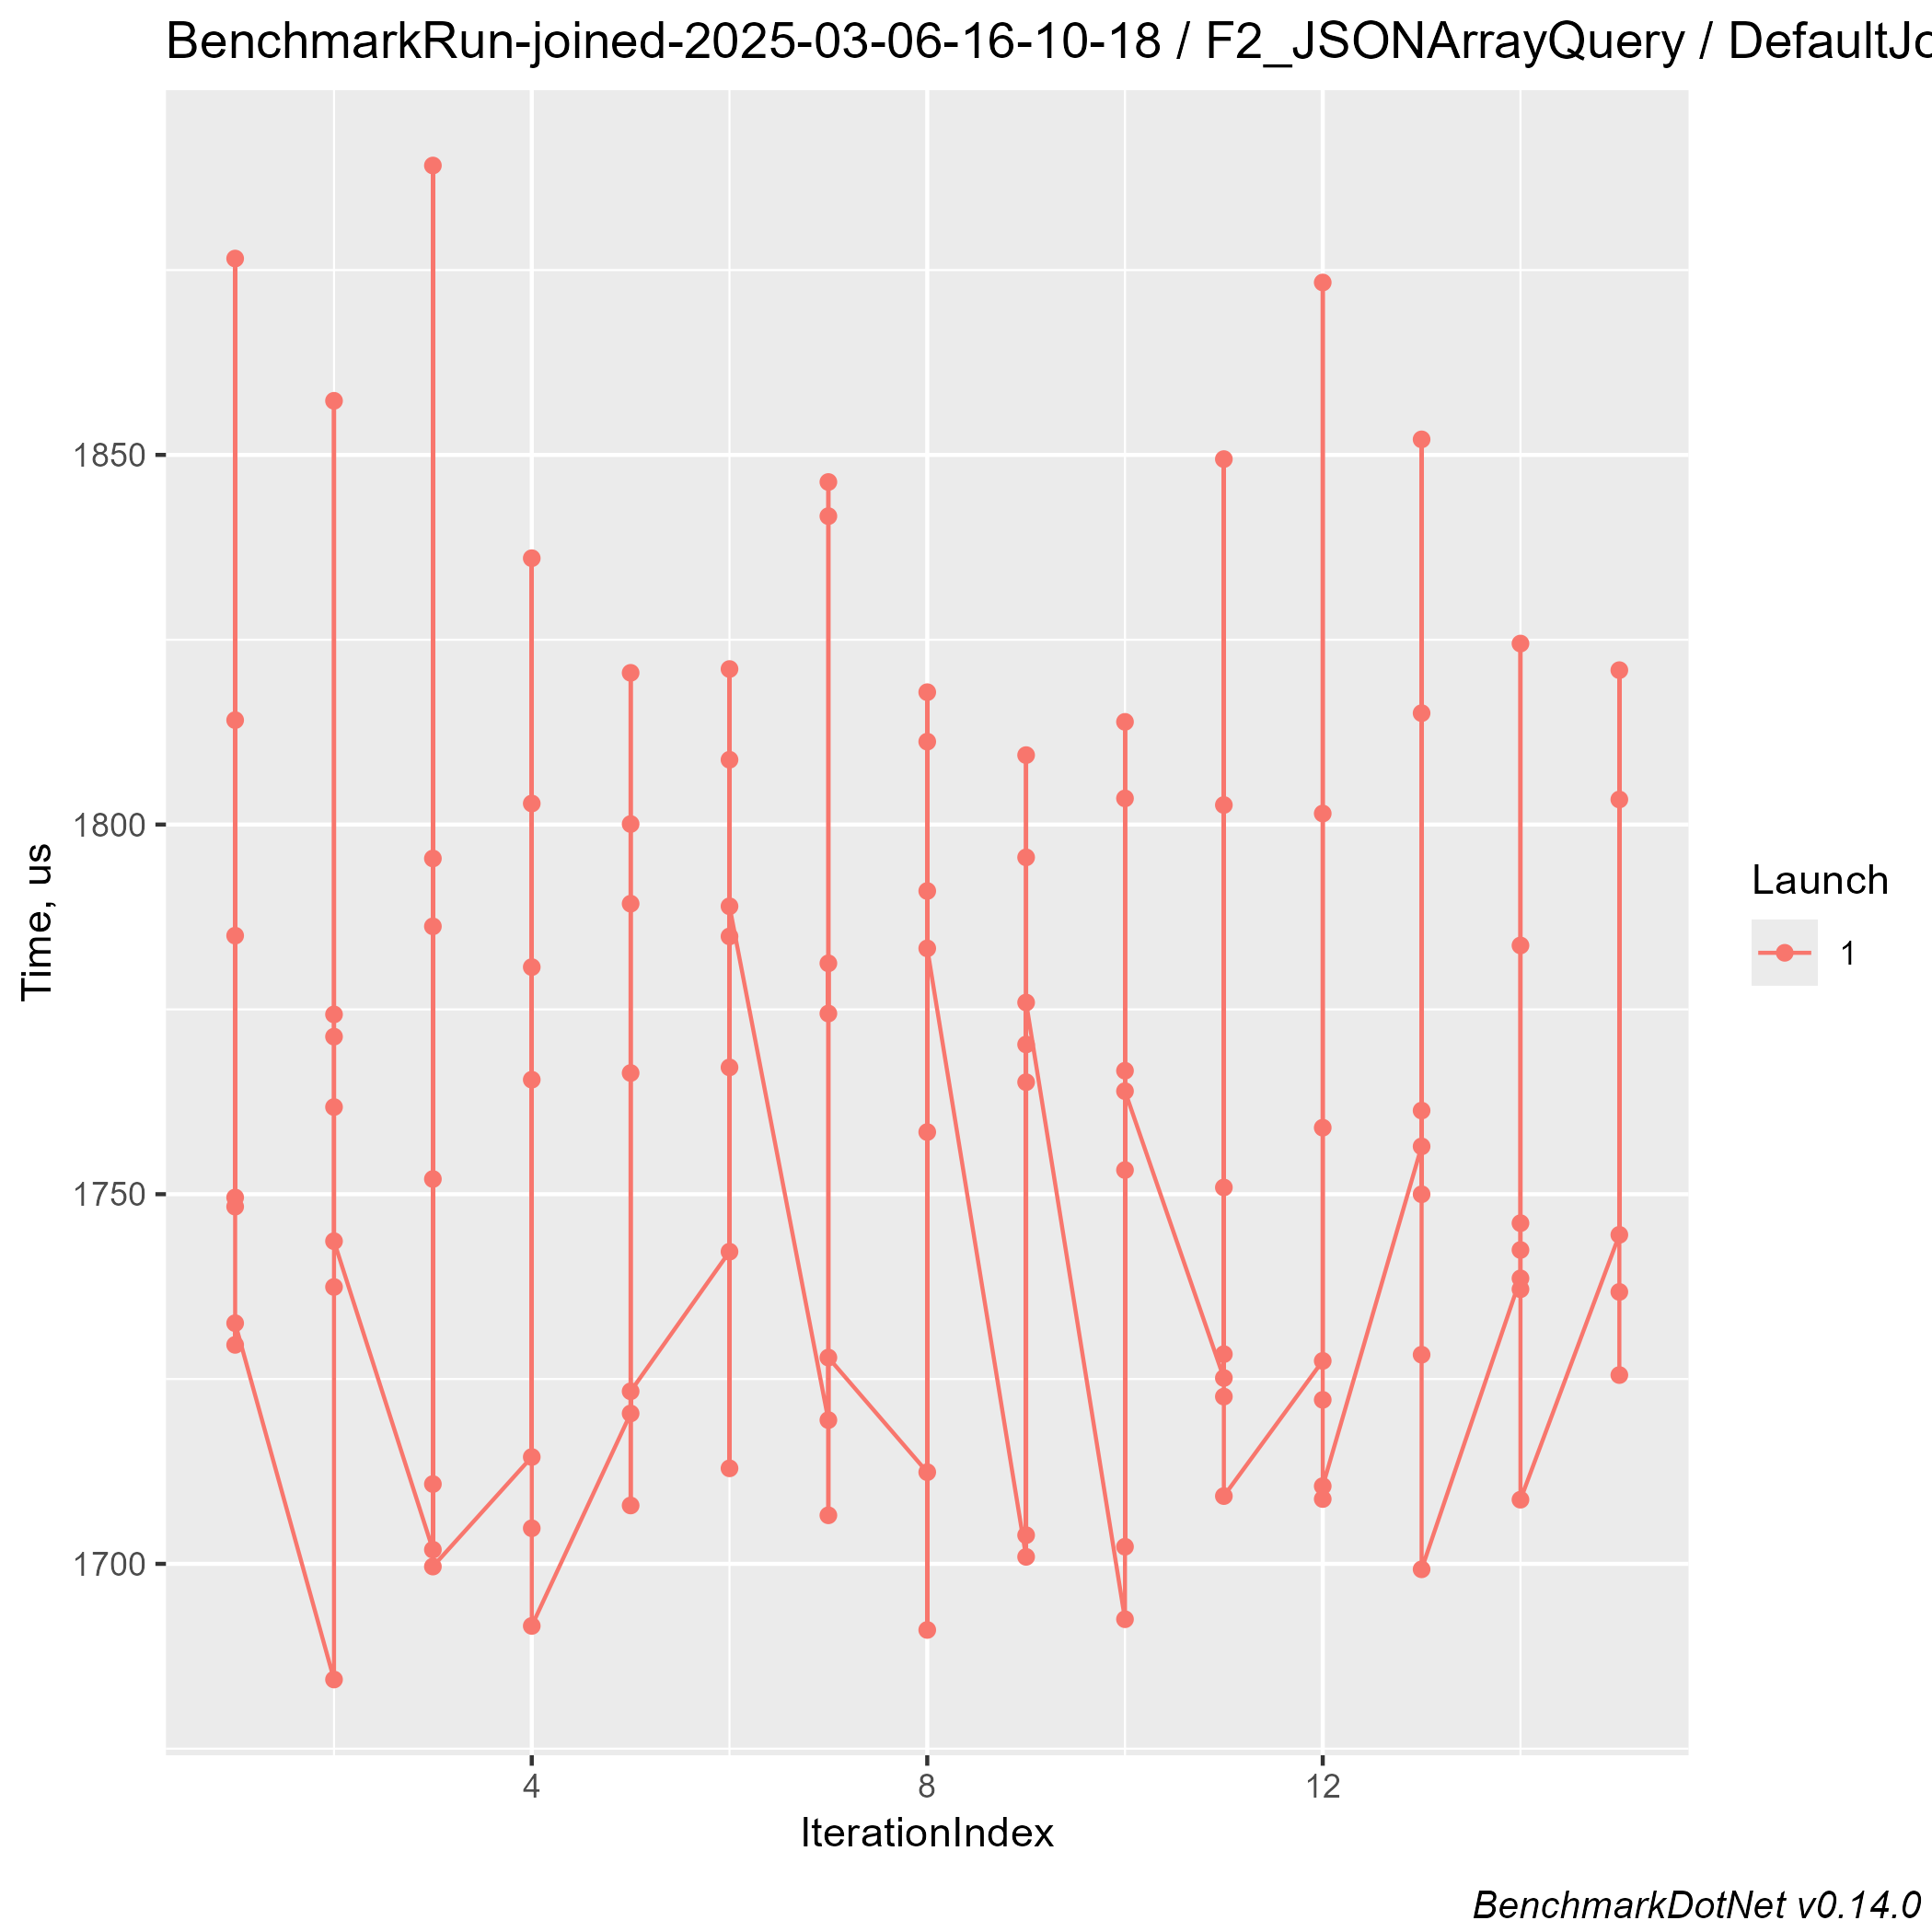 BenchmarkRun-joined-2025-03-06-16-10-18 / F2_JSONArrayQuery / DefaultJo
1850
1800
1750
1700
Time, us
4 8 12
IterationIndex
Launch
1
BenchmarkDotNet v0.14.0